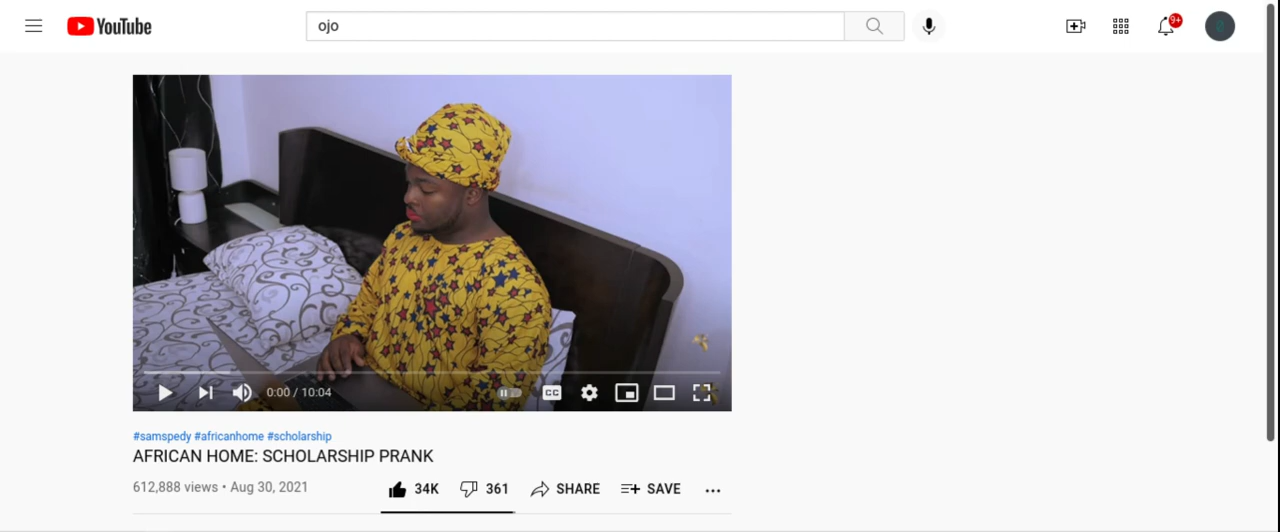 YouTube
ojo
9+
0:00 / 10:04
CC
#samspedy #africanhome #scholarship
AFRICAN HOME: SCHOLARSHIP PRANK
612,888 views • Aug 30, 2021
34K 361 SHARE SAVE